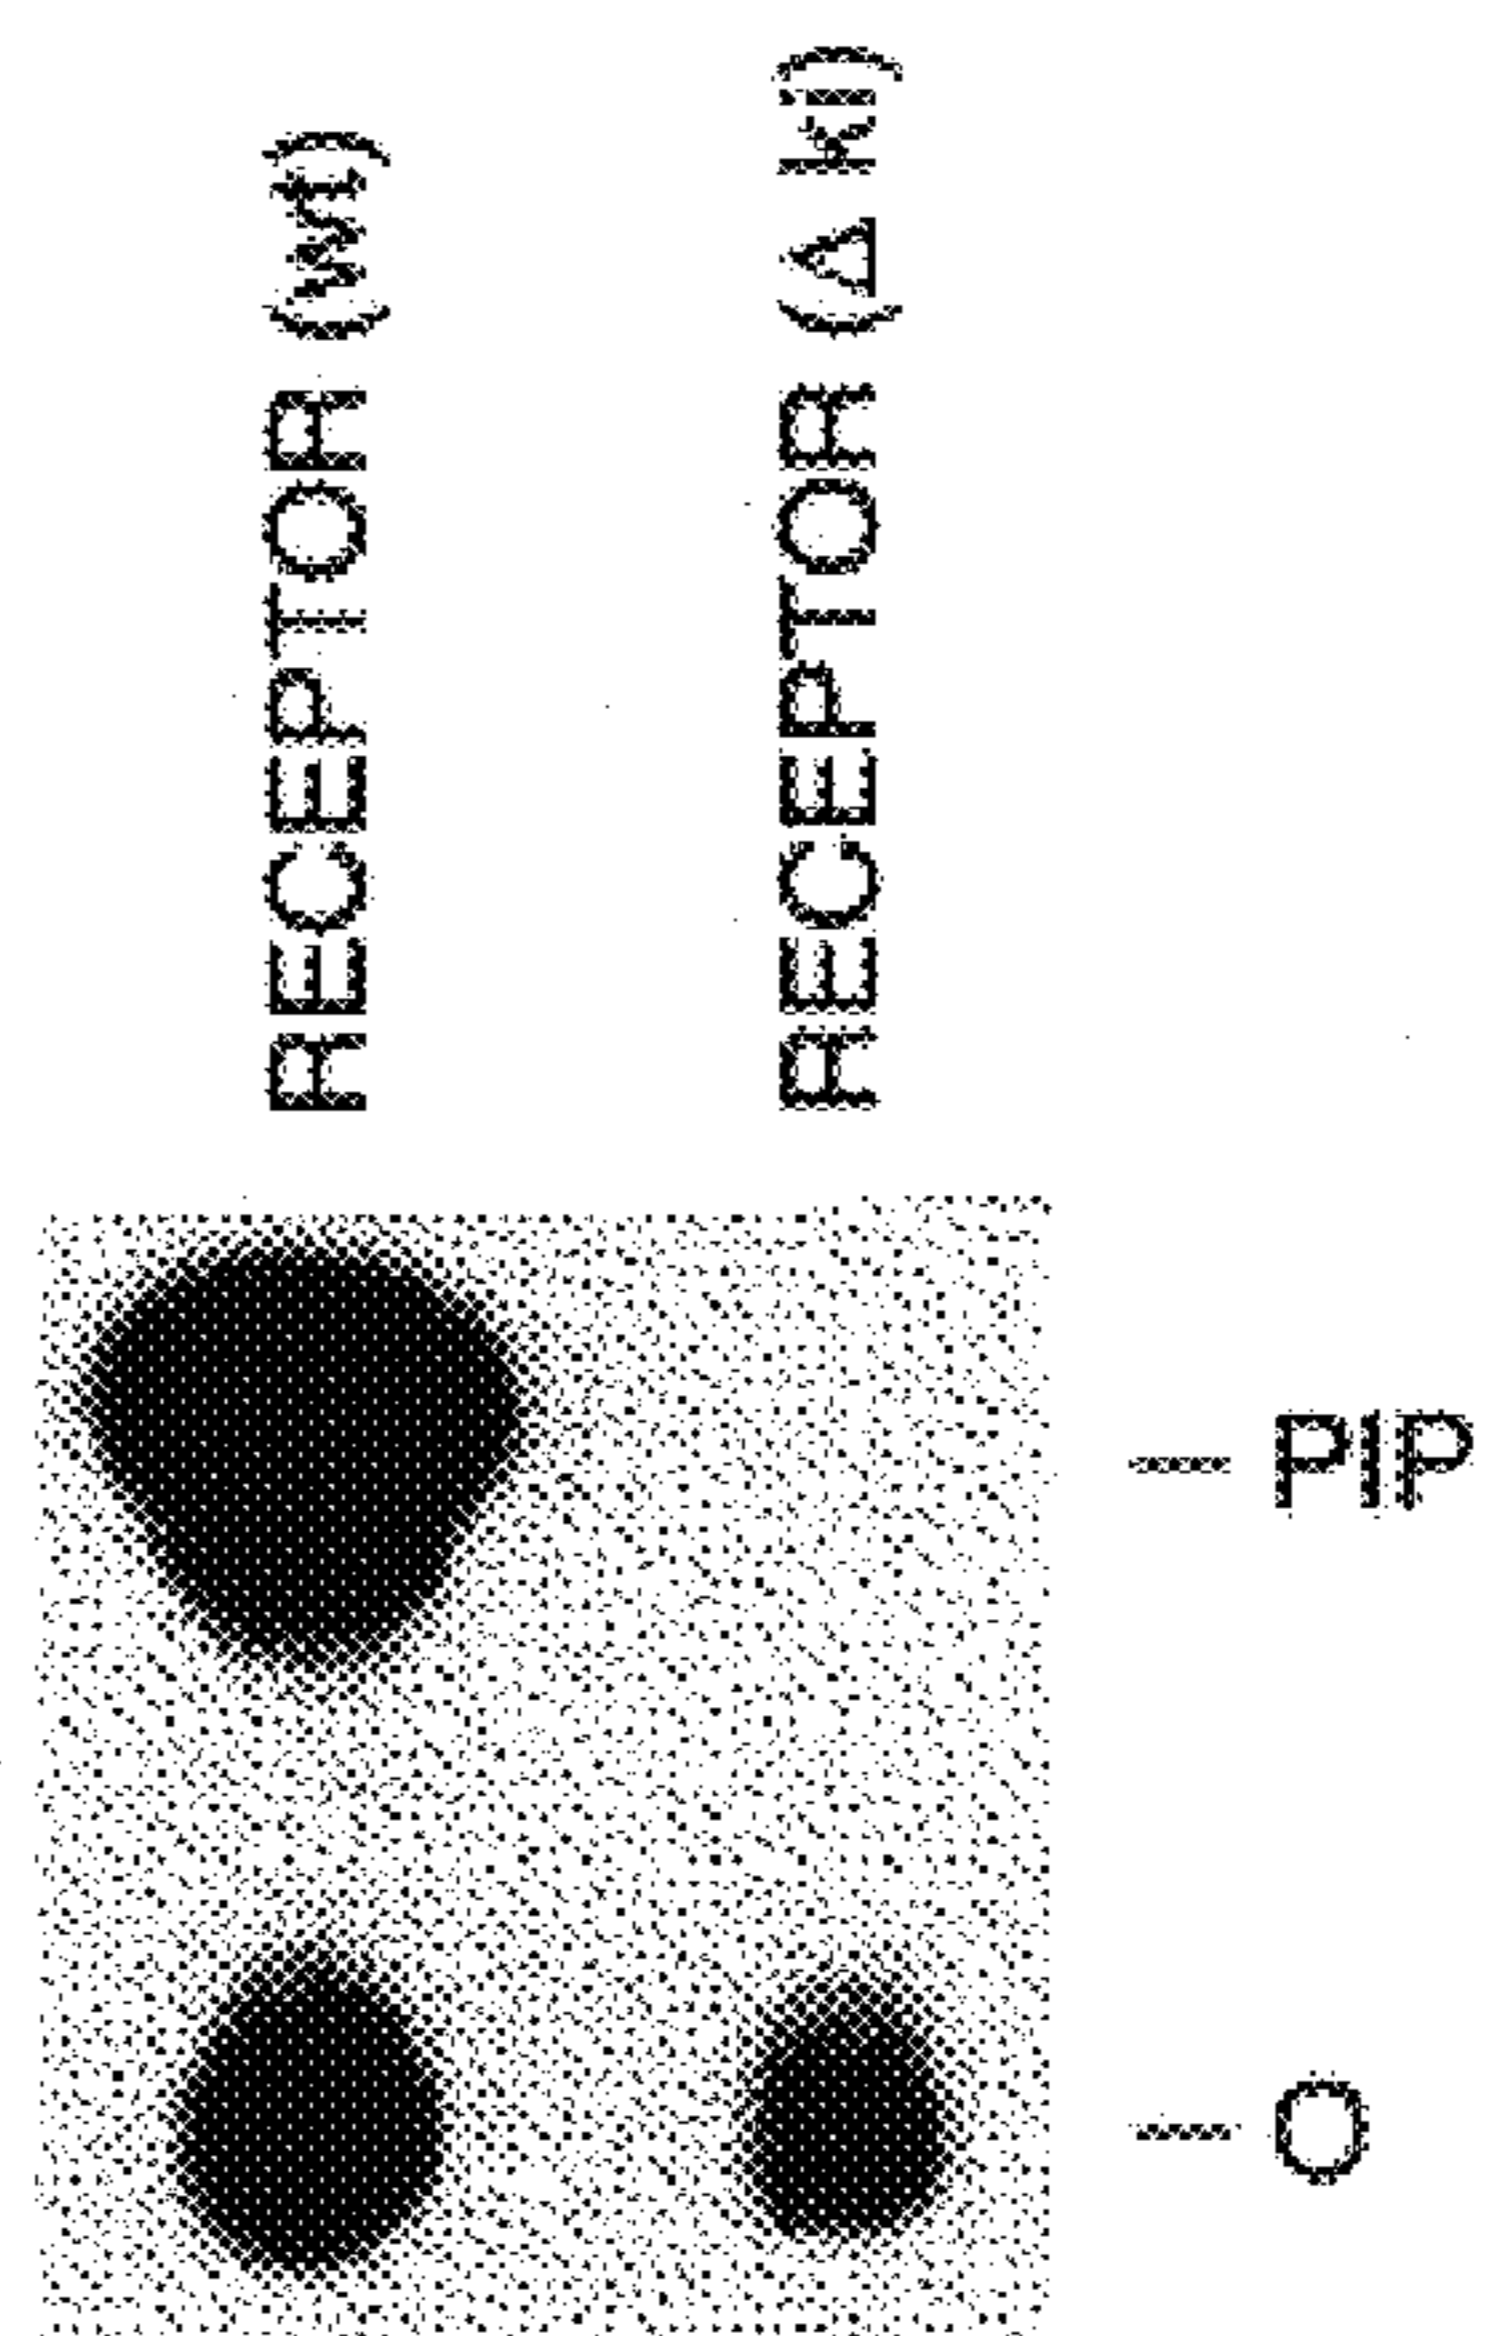 RECEPTOR (wt)
RECEPTOR (Δ ki)
— PIP
— O